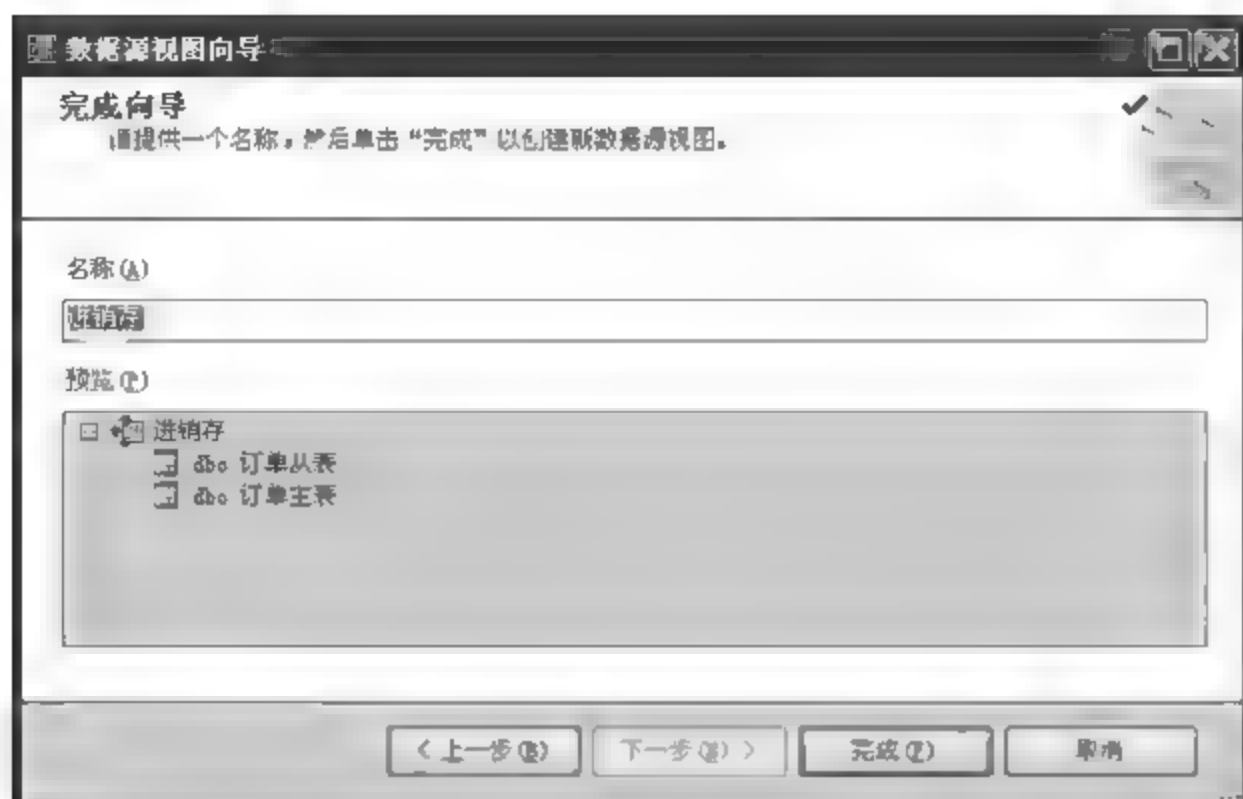 数据源视图向导
完成向导
请提供一个名称，然后单击“完成”以创建新数据源视图。
名称(A)
进销存
预览(P)
进销存
dbo 订单从表
dbo 订单主表
< 上一步(B)
下一步(N) >
完成(F)
取消